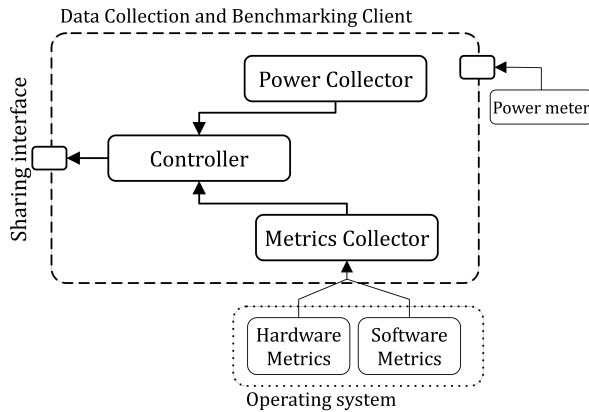 Data Collection and Benchmarking Client
Power Collector
Power meter
Sharing interface
Controller
Metrics Collector
Hardware
Metrics
Software
Metrics
Operating system